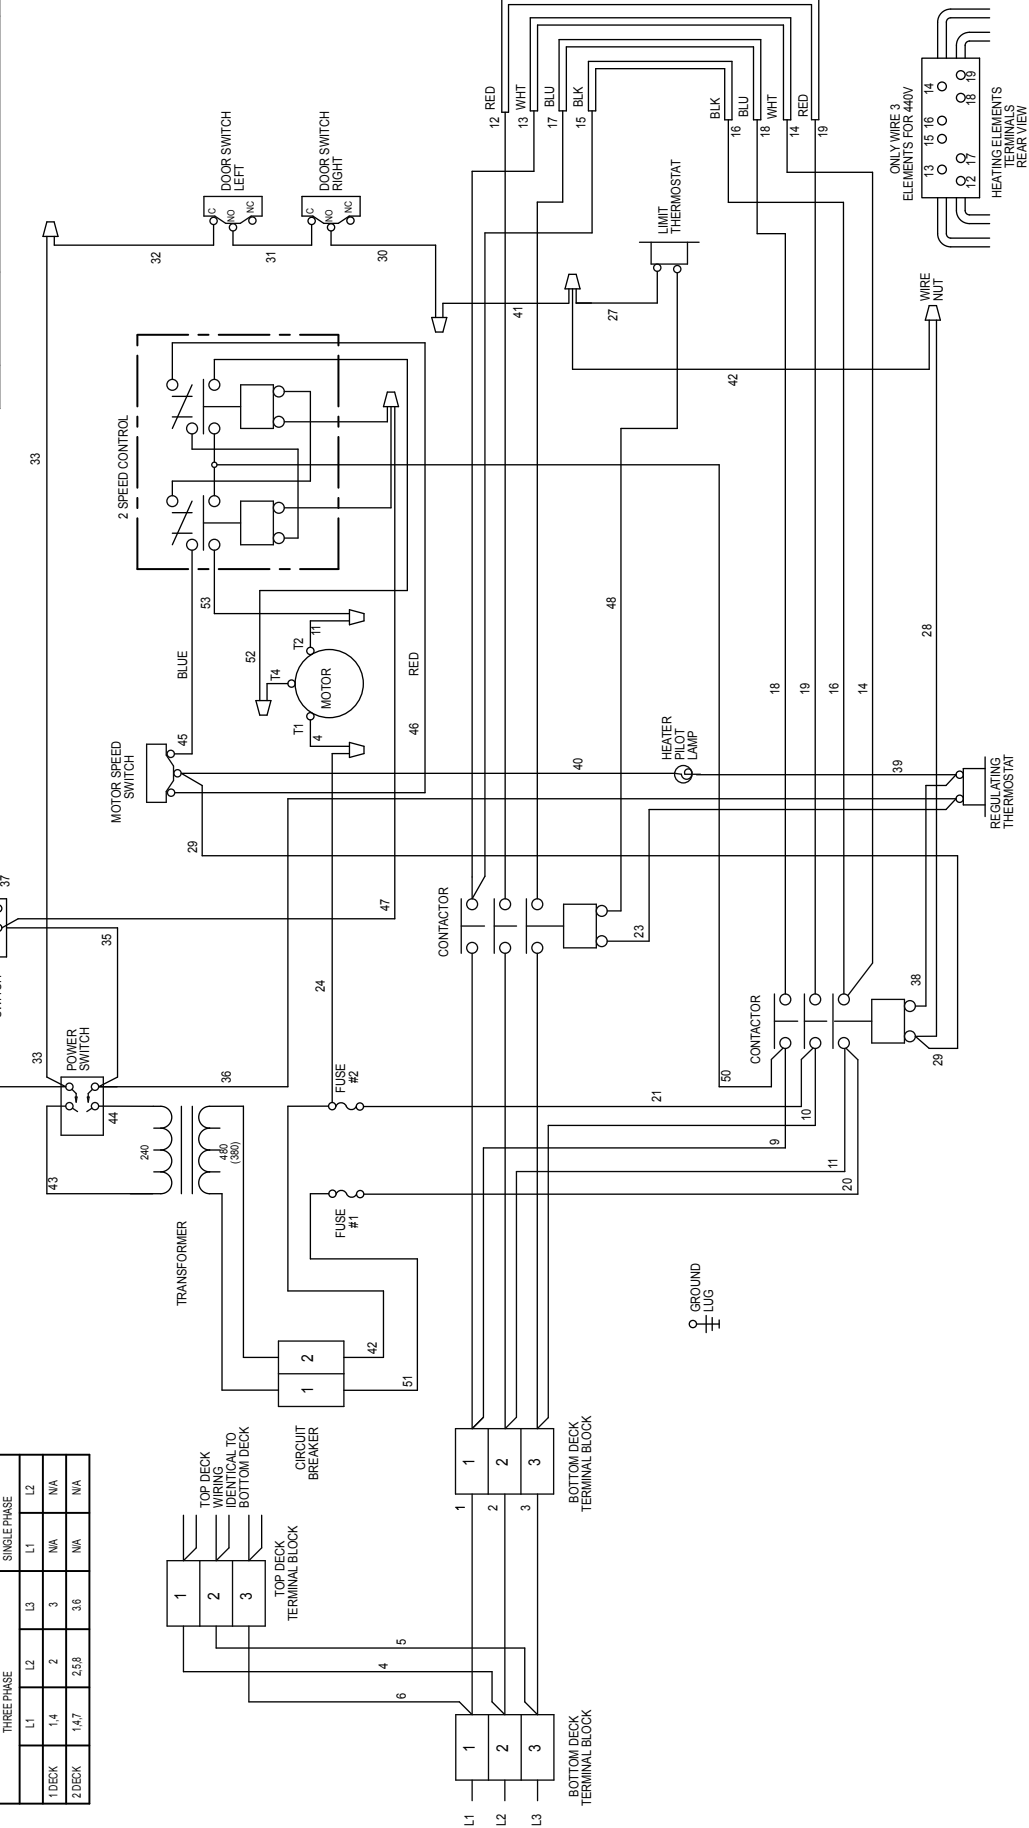 THREE PHASE
SINGLE PHASE
L1
L2
L3
L1
L2
1 DECK
1,4
2
3
N/A
N/A
2 DECK
1,4,7
2,5,8
3,6
N/A
N/A
L1
L2
L3
1
2
3
BOTTOM DECK
TERMINAL BLOCK
6
4
5
1
2
3
TOP DECK
TERMINAL BLOCK
TOP DECK
WIRING
IDENTICAL TO
BOTTOM DECK
1
2
3
1
2
3
BOTTOM DECK
TERMINAL BLOCK
CIRCUIT
BREAKER
1
2
42
51
TRANSFORMER
240
480
(380)
43
44
POWER
SWITCH
33
35
36
37
FUSE
#1
FUSE
#2
24
47
21
20
9
10
11
50
GROUND
LUG
CONTACTOR
23
CONTACTOR
38
29
MOTOR SPEED
SWITCH
29
45
BLUE
46
RED
52
53
T1
4
T4
T2
11
MOTOR
2 SPEED CONTROL
33
40
HEATER
PILOT
LAMP
39
REGULATING
THERMOSTAT
48
18
19
16
14
28
42
32
31
30
C
NO
NC
DOOR SWITCH
LEFT
C
NO
NC
DOOR SWITCH
RIGHT
41
27
LIMIT
THERMOSTAT
WIRE
NUT
RED
12
WHT
13
BLU
17
BLK
15
BLK
16
BLU
18
WHT
14
RED
19
ONLY WIRE 3
ELEMENTS FOR 440V
13
15
16
14
12
17
18
19
HEATING ELEMENTS
TERMINALS
REAR VIEW